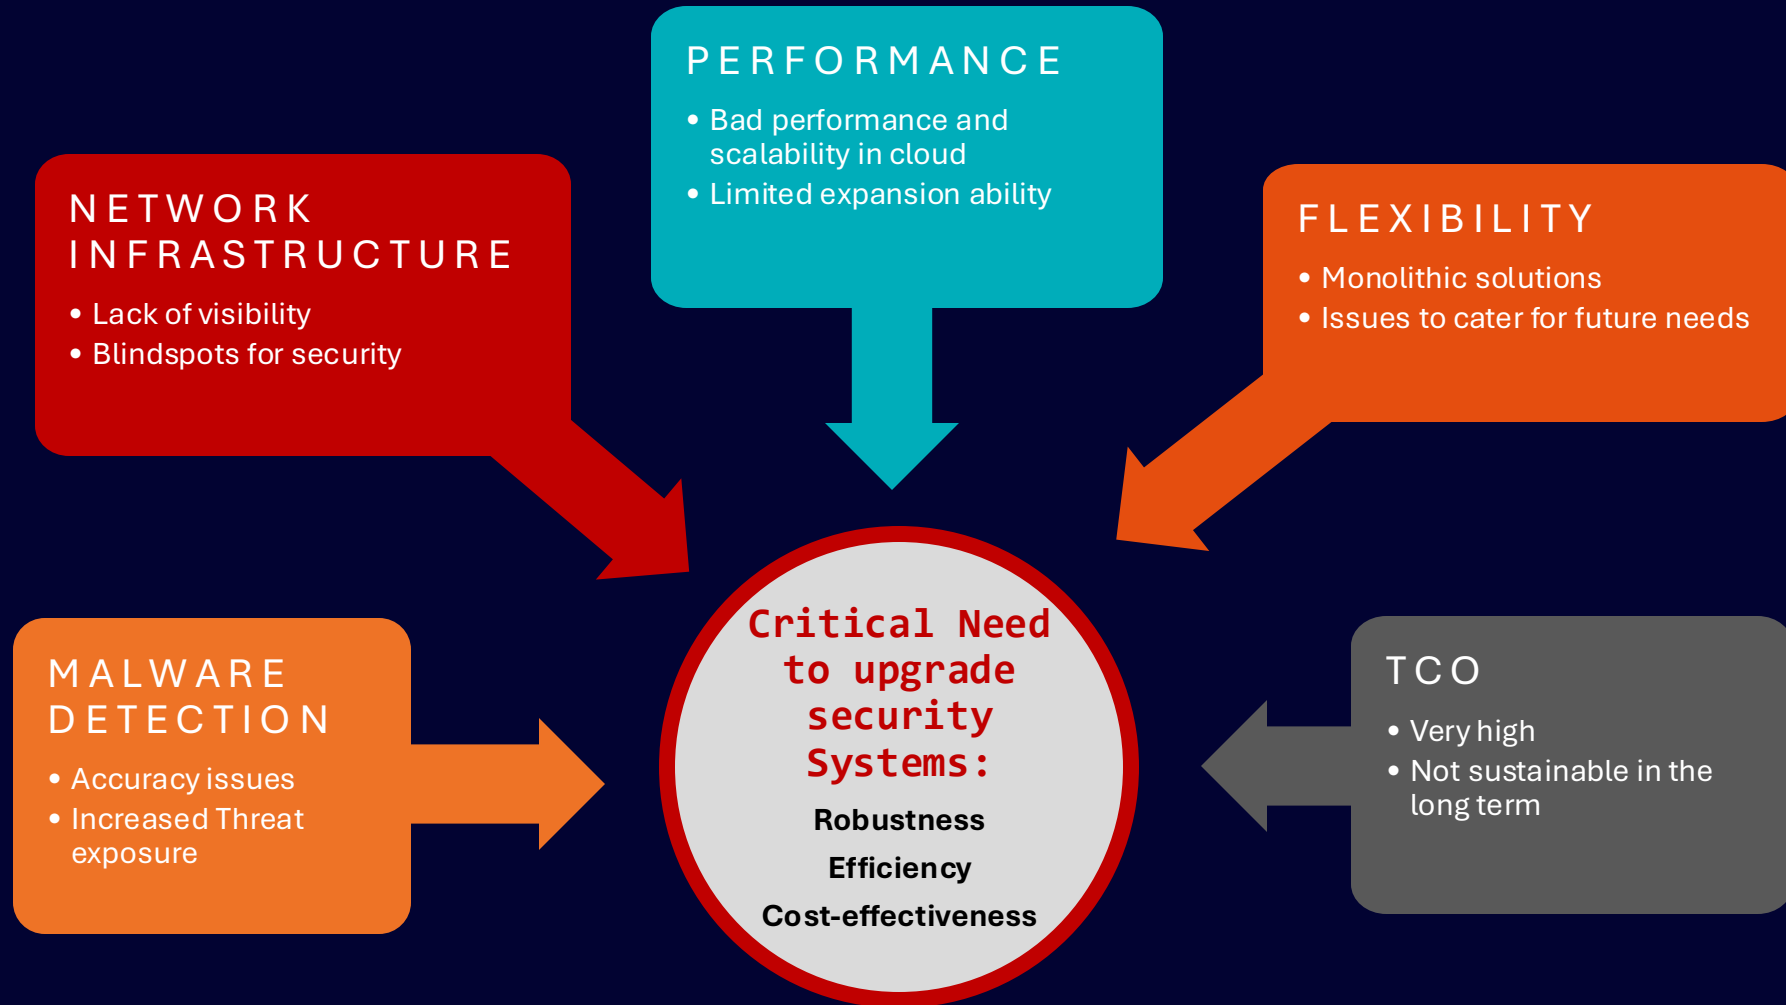 PERFORMANCE
• Bad performance and
scalability in cloud
• Limited expansion ability
NETWORK
INFRASTRUCTURE
• Lack of visibility
• Blindspots for security
FLEXIBILITY
• Monolithic solutions
• Issues to cater for future needs
MALWARE
DETECTION
• Accuracy issues
• Increased Threat
exposure
Critical Need
to upgrade
security
Systems:
Robustness
Efficiency
Cost-effectiveness
TCO
• Very high
• Not sustainable in the
long term